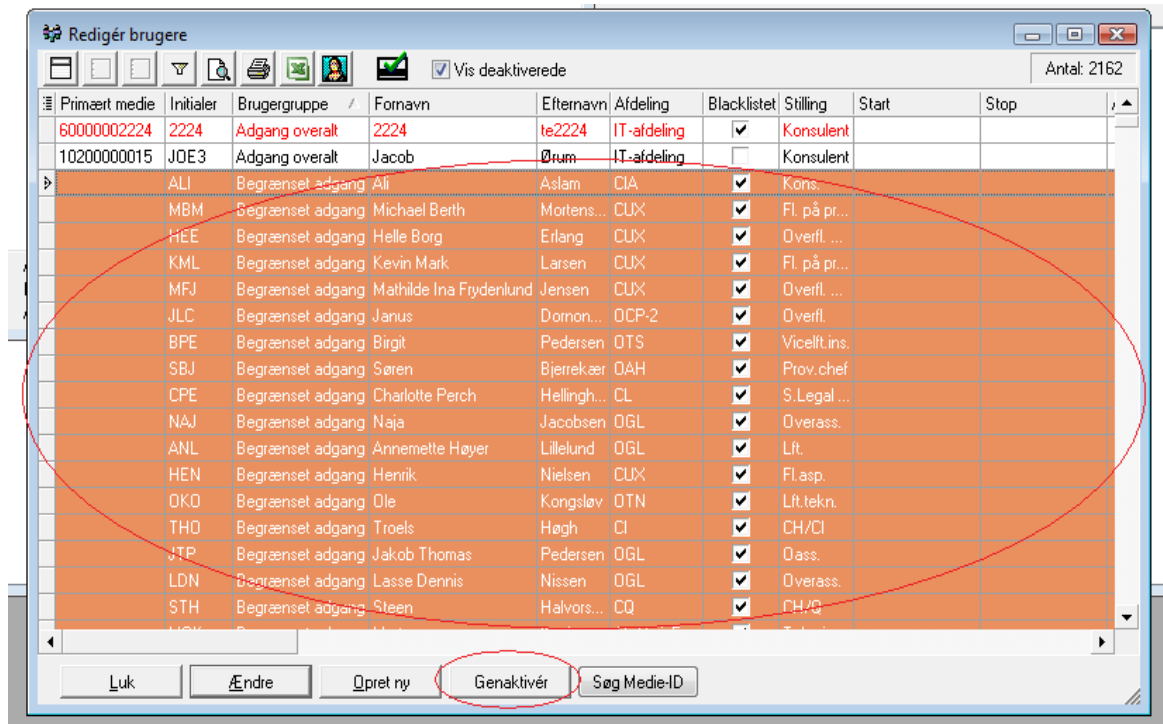 Redigér brugere
Vis deaktiverede Antal: 2162
Primært medie Initialer Brugergruppe Fornavn Efternavn Afdeling Blacklistet Stilling Start Stop
60000002224 2224 Adgang overalt 2224 te2224 IT-afdeling Konsulent
10200000015 JOE3 Adgang overalt Jacob Ørum IT-afdeling Konsulent
ALI Begrænset adgang Ali Aslam CIA Kons.
MBM Begrænset adgang Michael Berth Mortens... CUX Fl. på pr...
HEE Begrænset adgang Helle Borg Erlang CUX Overfl. ...
KML Begrænset adgang Kevin Mark Larsen CUX Fl. på pr...
MFJ Begrænset adgang Mathilde Ina Frydenlund Jensen CUX Overfl. ...
JLC Begrænset adgang Janus Domon... OCP-2 Overfl.
BPE Begrænset adgang Birgit Pedersen OTS Vicelft.ins.
SBJ Begrænset adgang Søren Bjerrekær OAH Prov.chef
CPE Begrænset adgang Charlotte Perch Hellingh... CL S.Legal ...
NAJ Begrænset adgang Naja Jacobsen OGL Overass.
ANL Begrænset adgang Annemette Høyer Lillelund OGL Lft.
HEN Begrænset adgang Henrik Nielsen CUX Fl.asp.
OKO Begrænset adgang Ole Kongsløv OTN Lft.tekn.
THO Begrænset adgang Troels Høgh CI CH/CI
JTP Begrænset adgang Jakob Thomas Pedersen OGL Oass.
LDN Begrænset adgang Lasse Dennis Nissen OGL Overass.
STH Begrænset adgang Steen Halvors... CQ CH/Q
Luk Ændre Opret ny Genaktivér Søg Medie-ID